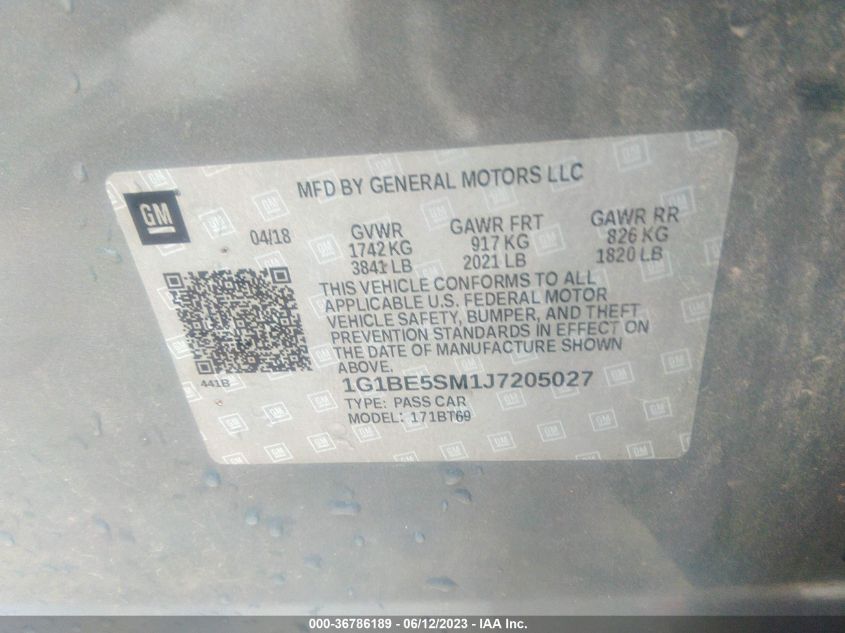 MFD BY GENERAL MOTORS LLC
GM
04/18
GVWR GAWR FRT GAWR RR
1742 KG 917 KG 826 KG
3841 LB 2021 LB 1820 LB
THIS VEHICLE CONFORMS TO ALL
APPLICABLE U.S. FEDERAL MOTOR
VEHICLE SAFETY, BUMPER, AND THEFT
PREVENTION STANDARDS IN EFFECT ON
THE DATE OF MANUFACTURE SHOWN
ABOVE.
441B
1G1BE5SM1J7205027
TYPE: PASS CAR
MODEL: 171BT69
000-36786189 - 06/12/2023 - IAA Inc.